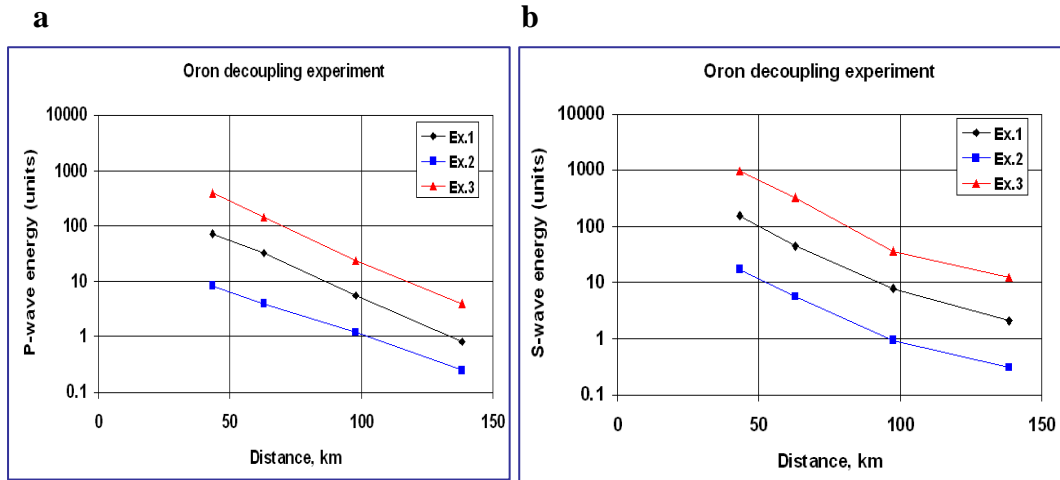 a
Oron decoupling experiment
P-wave energy (units)
10000
1000
100
10
1
0.1
0
50
100
150
Distance, km
Ex.1
Ex.2
Ex.3
b
Oron decoupling experiment
S-wave energy (units)
10000
1000
100
10
1
0.1
0
50
100
150
Distance, km
Ex.1
Ex.2
Ex.3